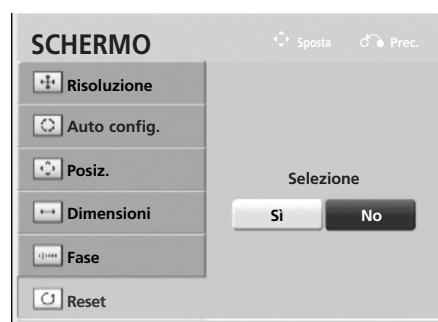 SCHERMO
Sposta Prec.
Risoluzione
Auto config.
Posiz.
Dimensioni
Fase
Reset
Selezione
Sì No